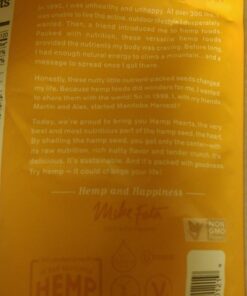 In 1995, I was unhealthy and unhappy. At over 300 lbs, I
was unable to live the active, outdoor lifestyle I desperately
wanted. Then, a friend introduced me to hemp foods.
Packed with nutrition, these versatile hemp foods
provided the nutrients my body was craving. Before long,
I had enough natural energy to climb a mountain... and a
message to spread once I got there.
Honestly, these nutty little nutrient-packed seeds changed
my life. Because hemp foods did wonders for me, I wanted
to share them with the world! So in 1998, I, with my friends
Martin and Alex, started Manitoba Harvest!
Today, we're proud to bring you Hemp Hearts, the very
best and most nutritious part of the hemp seed, the heart.
By shelling the hemp seed, you get only the center—with
its raw nutrition, rich nutty flavor and tender crunch. It's
delicious. It's sustainable. And it's packed with goodness.
Try hemp — it could change your life!
Hemp and Happiness
Mike Fata
NON
GMO
HEMP